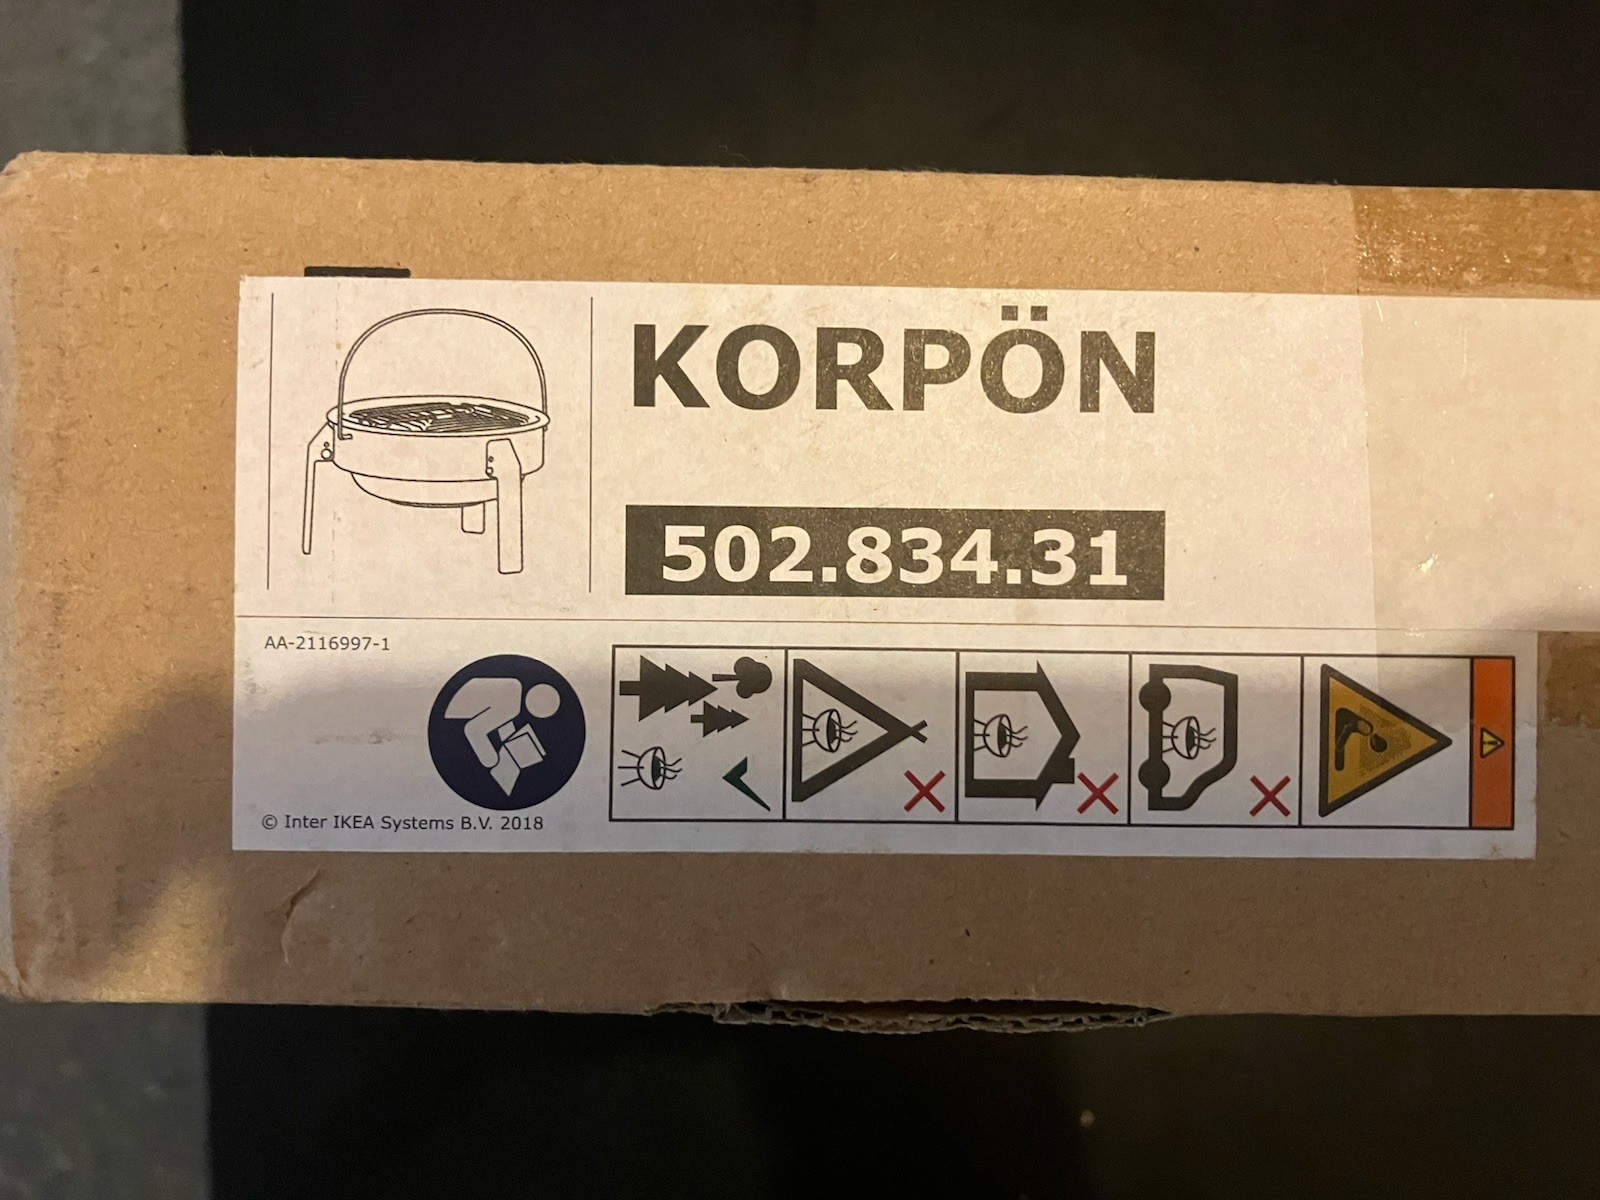 KORPÖN
502.834.31
AA-2116997-1
© Inter IKEA Systems B.V. 2018